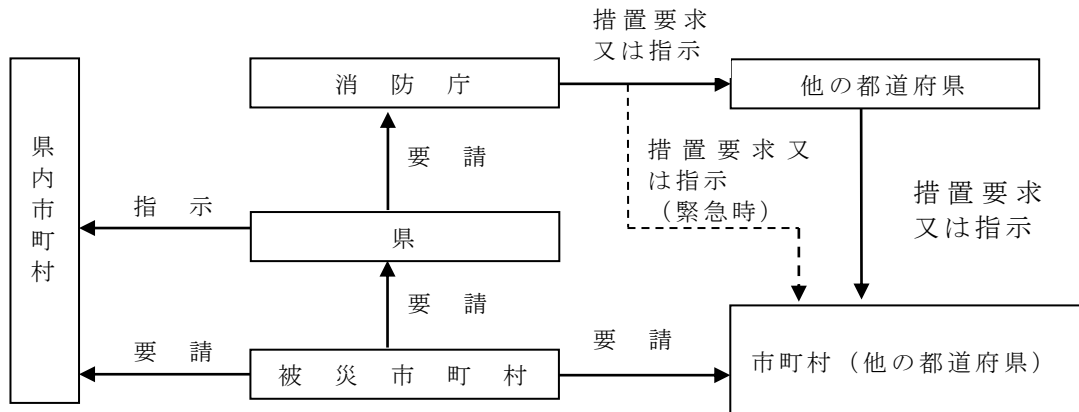 措置要求
又は指示
消防庁
他の都道府県
県内市町村
要請
措置要求又
は指示
（緊急時）
措置要求
又は指示
指示
県
要請
要請
被災市町村
要請
市町村（他の都道府県）